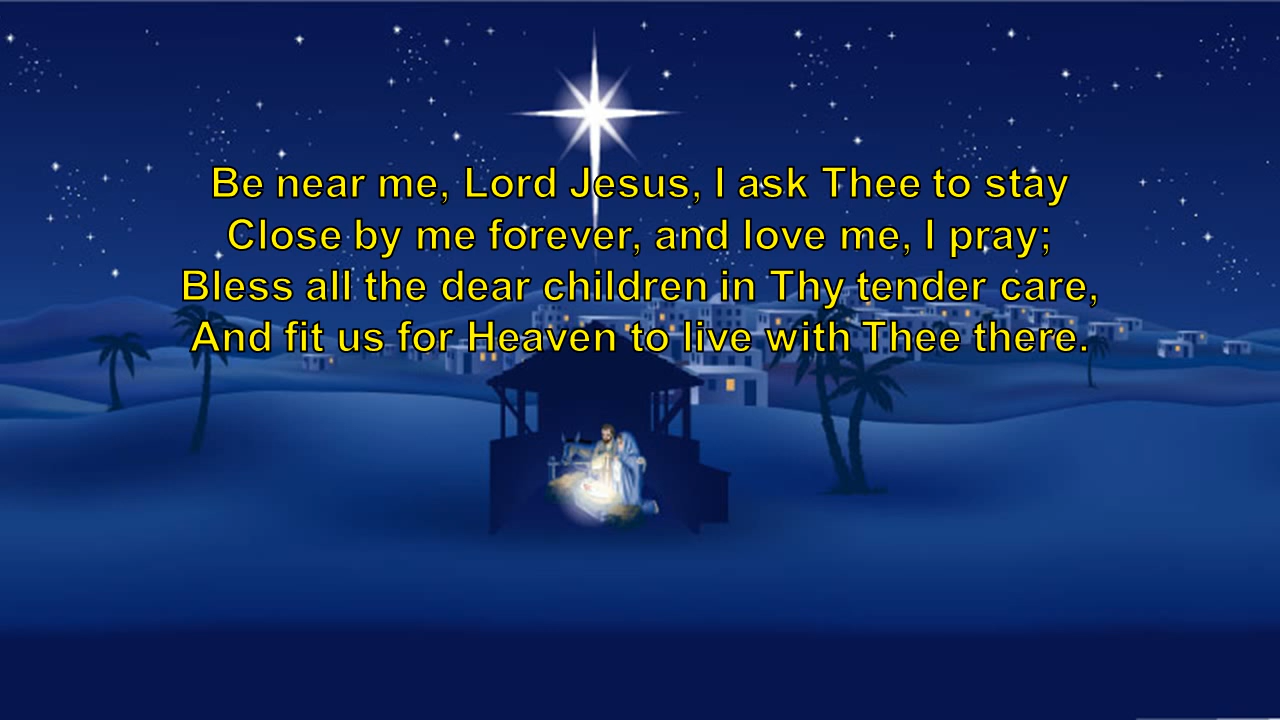 Be near me, Lord Jesus, I ask Thee to stay
Close by me forever, and love me, I pray;
Bless all the dear children in Thy tender care,
And fit us for Heaven to live with Thee there.